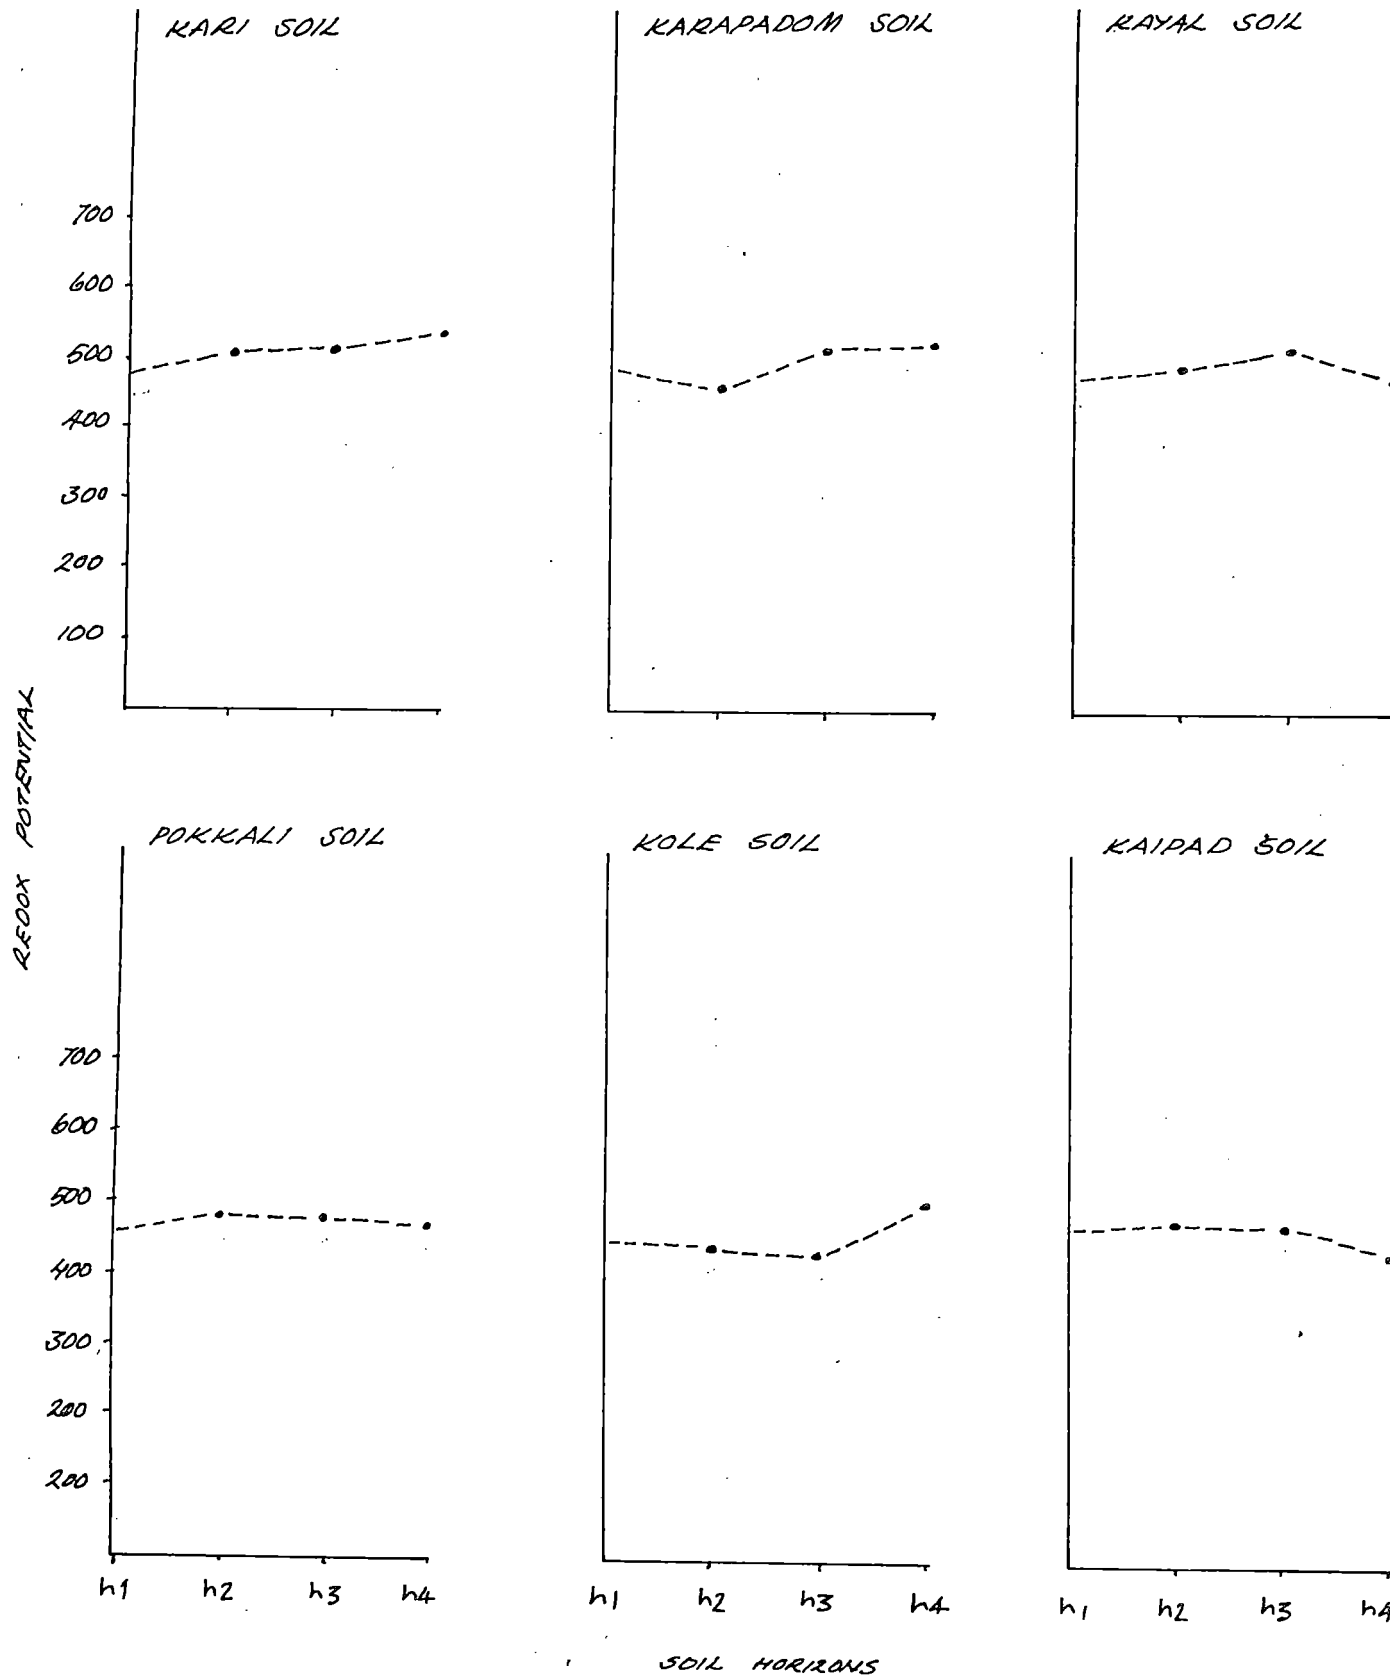 KARI SOIL
KARAPADOM SOIL
KAYAL SOIL
700
600
500
400
300
200
100
REDOX POTENTIAL
POKKALI SOIL
KOLE SOIL
KAIPAD SOIL
700
600
500
400
300
200
200
h1 h2 h3 h4
h1 h2 h3 h4
h1 h2 h3 h4
SOIL HORIZONS